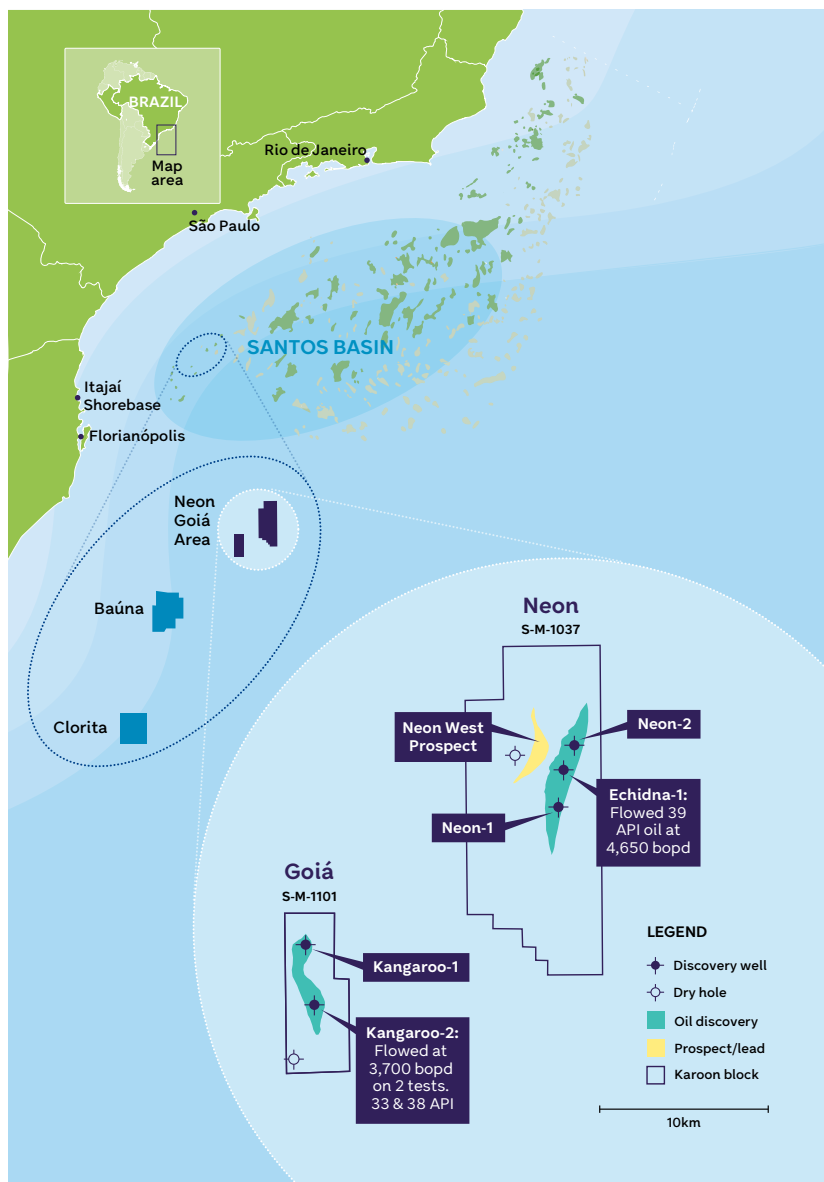 BRAZIL
Map
area
Rio de Janeiro
São Paulo
SANTOS BASIN
Itajaí
Shorebase
Florianópolis
Neon
Goiá
Area
Baúna
Clorita
Neon
S-M-1037
Neon West
Prospect
Neon-2
Echidna-1:
Flowed 39
API oil at
4,650 bopd
Neon-1
Goiá
S-M-1101
Kangaroo-1
Kangaroo-2:
Flowed at
3,700 bopd
on 2 tests.
33 & 38 API
LEGEND
Discovery well
Dry hole
Oil discovery
Prospect/lead
Karoon block
10km